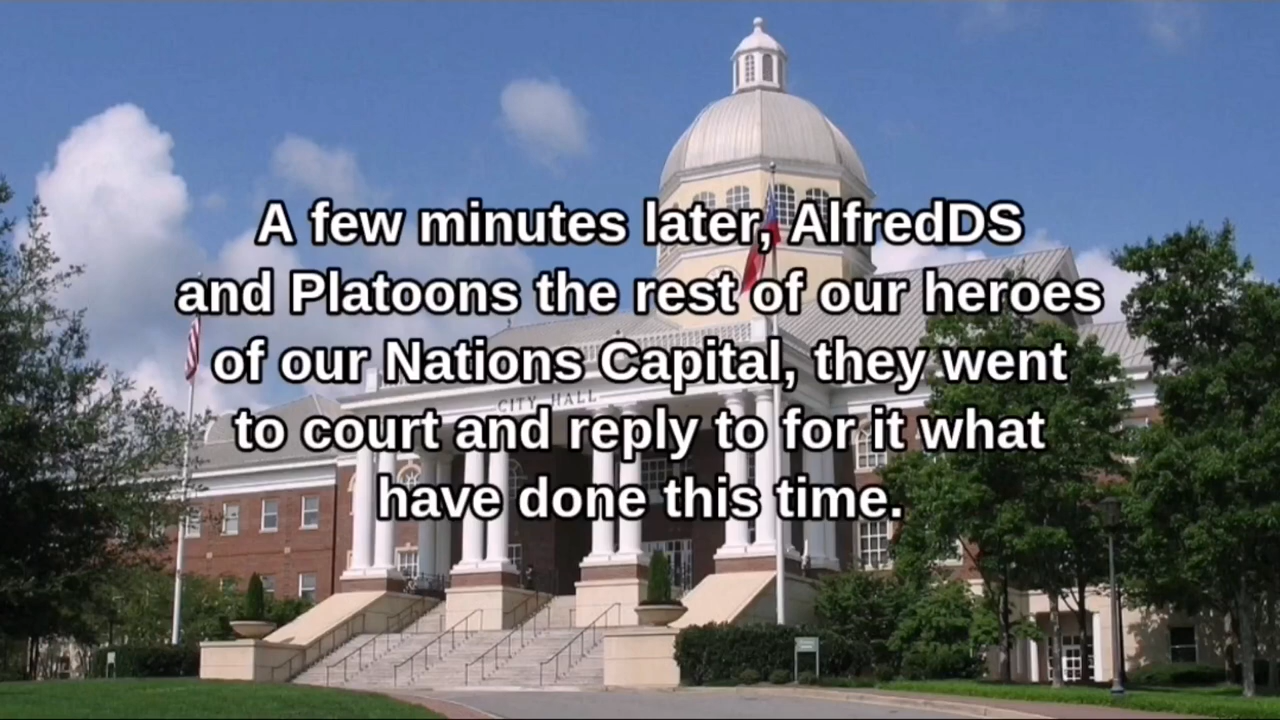 A few minutes later, AlfredDS
and Platoons the rest of our heroes
of our Nations Capital, they went
to court and reply to for it what
have done this time.
CITY HALL